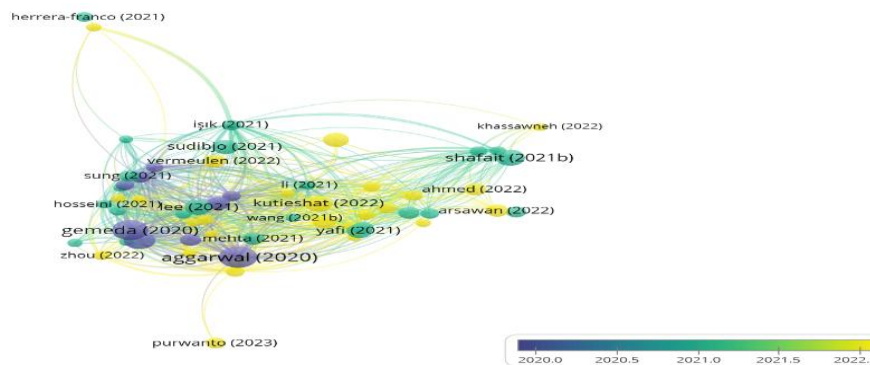 herrera-franco (2021)
işık (2021)
khassawneh (2022)
sudibjo (2021)
vermeulen (2022)
shafait (2021b)
sung (2021)
li (2021)
ahmed (2022)
hosseini (2021)
lee (2021)
kutieshat (2022)
arsawan (2022)
wang (2021b)
gemeda (2020)
mehta (2021)
yafi (2021)
zhou (2022)
aggarwal (2020)
purwanto (2023)
2020.0 2020.5 2021.0 2021.5 2022.